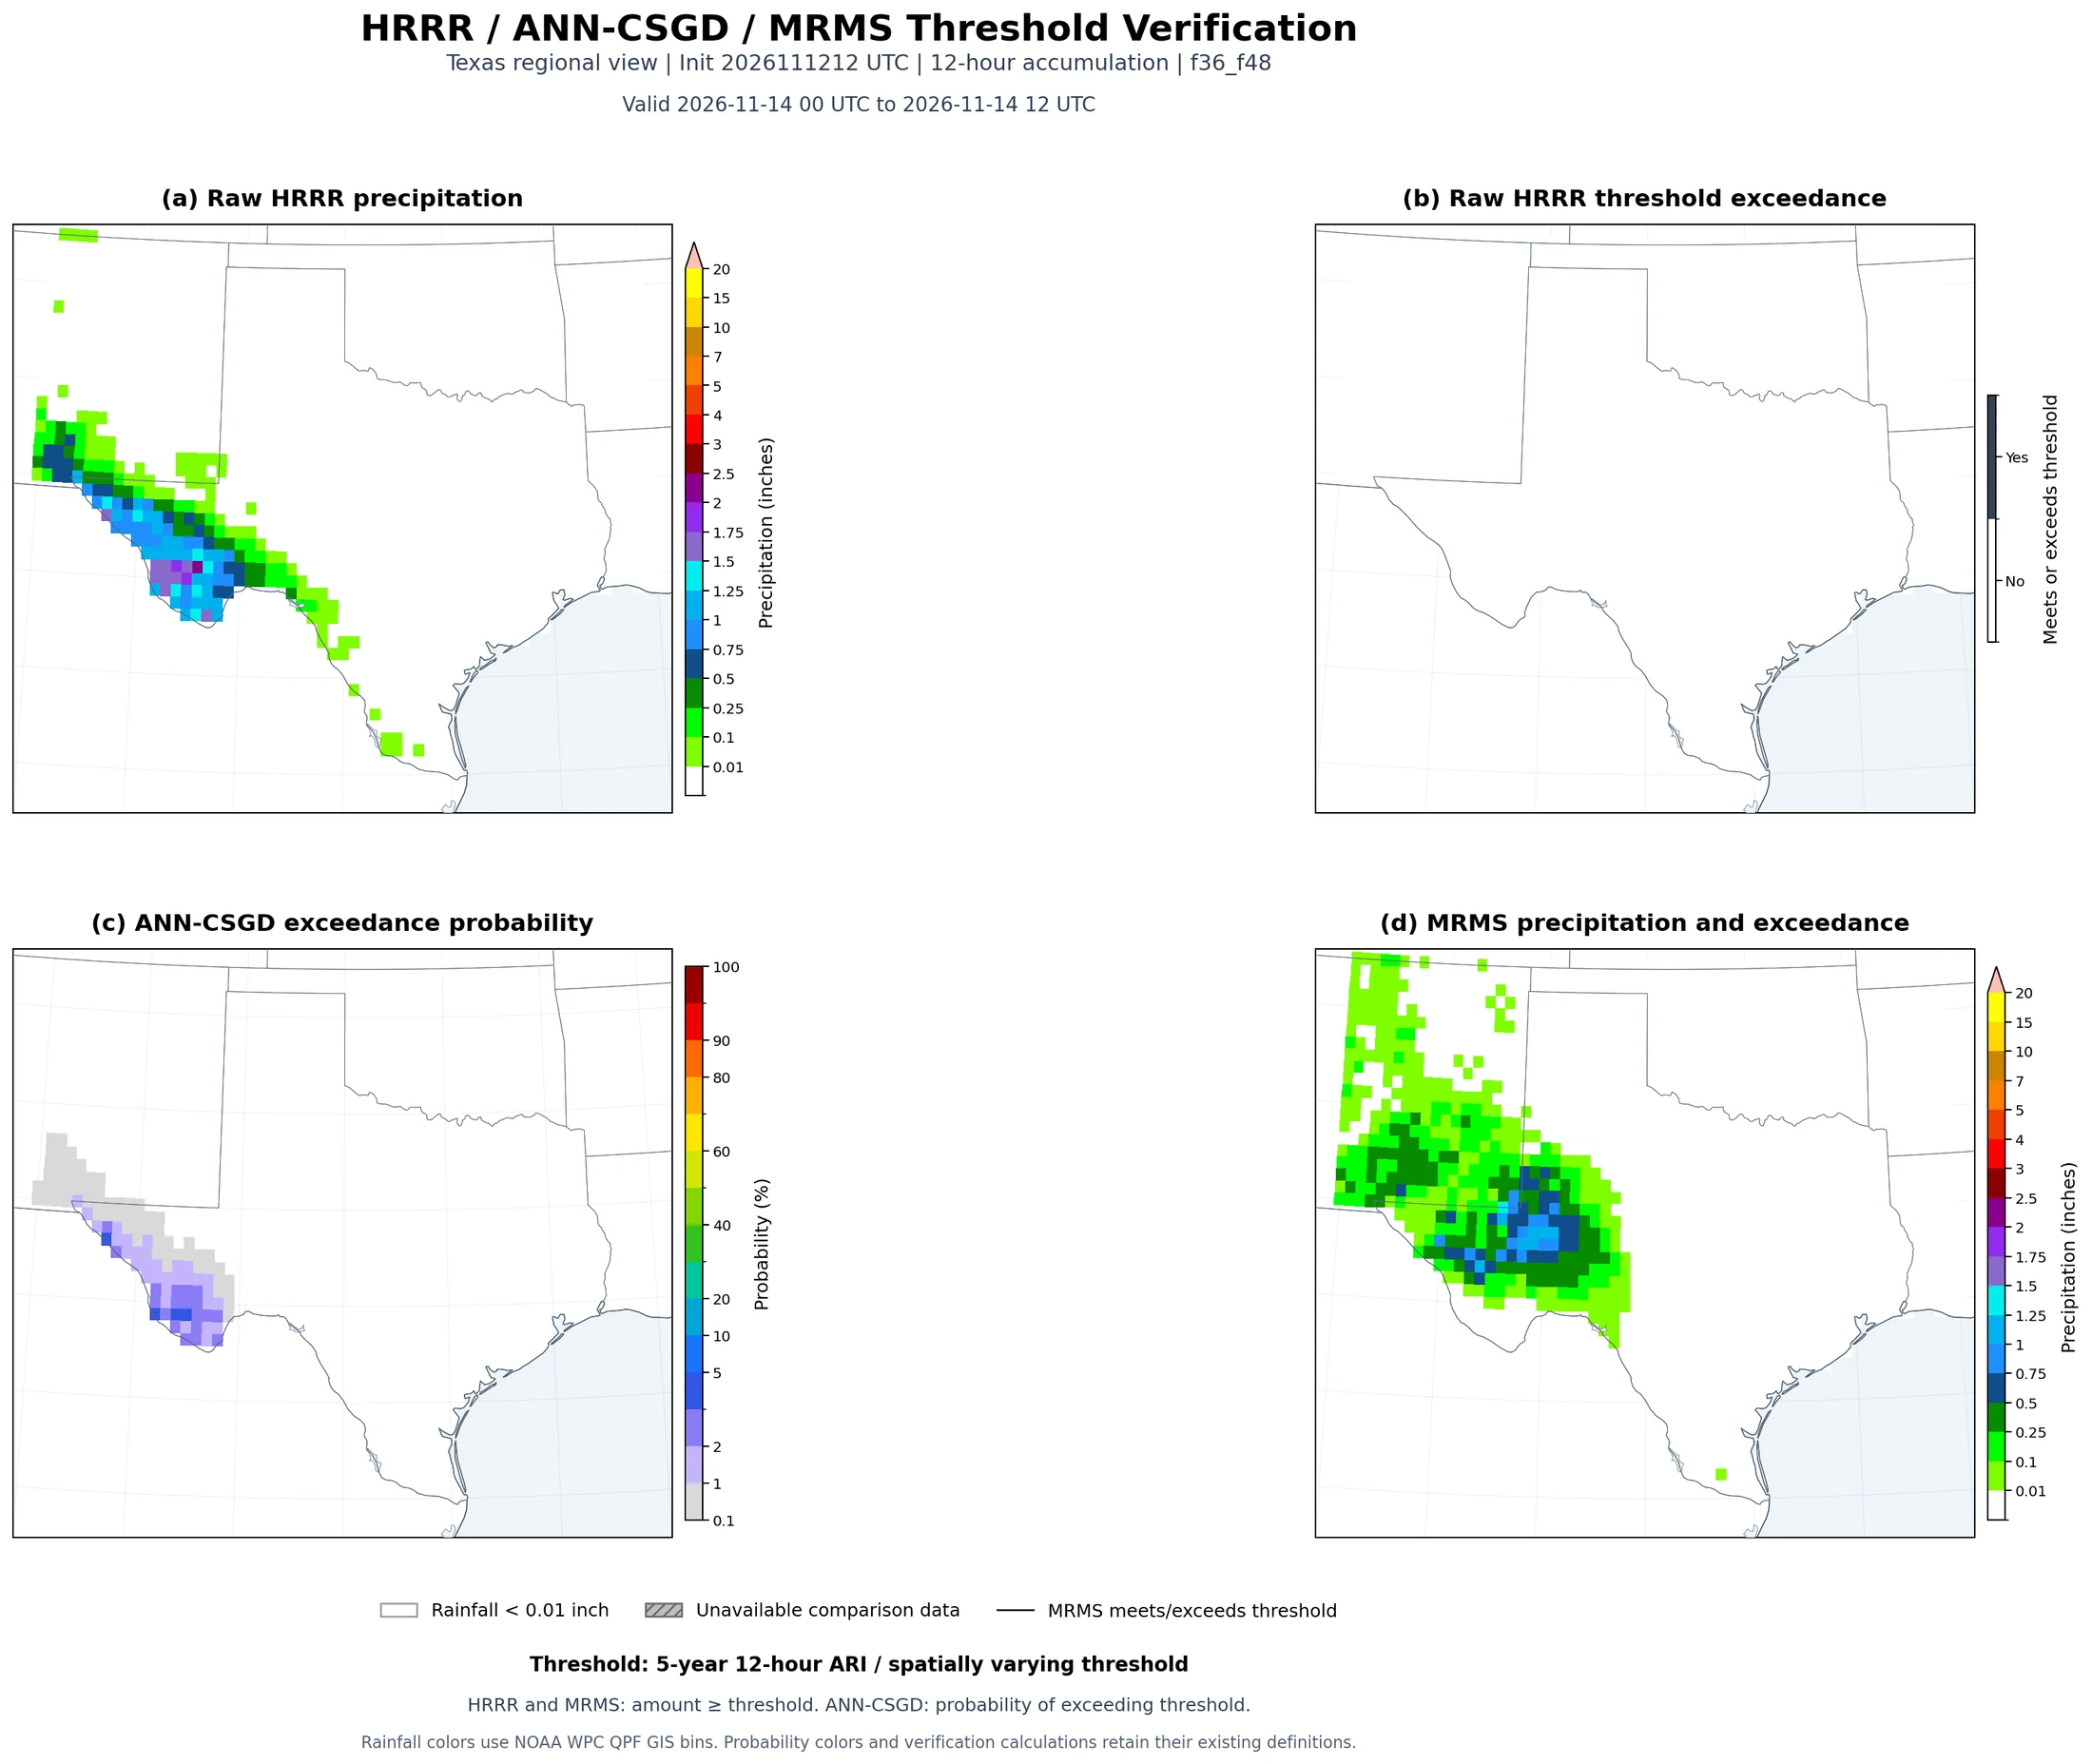 HRRR / ANN-CSGD / MRMS Threshold Verification
Texas regional view | Init 2026111212 UTC | 12-hour accumulation | f36_f48
Valid 2026-11-14 00 UTC to 2026-11-14 12 UTC
(a) Raw HRRR precipitation
20
15
10
7
5
4
3
2.5
2
1.75
1.5
1.25
1
0.75
0.5
0.25
0.1
0.01
Precipitation (inches)
(b) Raw HRRR threshold exceedance
Yes
No
Meets or exceeds threshold
(c) ANN-CSGD exceedance probability
100
90
80
60
40
20
10
5
2
1
0.1
Probability (%)
(d) MRMS precipitation and exceedance
20
15
10
7
5
4
3
2.5
2
1.75
1.5
1.25
1
0.75
0.5
0.25
0.1
0.01
Precipitation (inches)
Rainfall < 0.01 inch
Unavailable comparison data
MRMS meets/exceeds threshold
Threshold: 5-year 12-hour ARI / spatially varying threshold
HRRR and MRMS: amount ≥ threshold. ANN-CSGD: probability of exceeding threshold.
Rainfall colors use NOAA WPC QPF GIS bins. Probability colors and verification calculations retain their existing definitions.